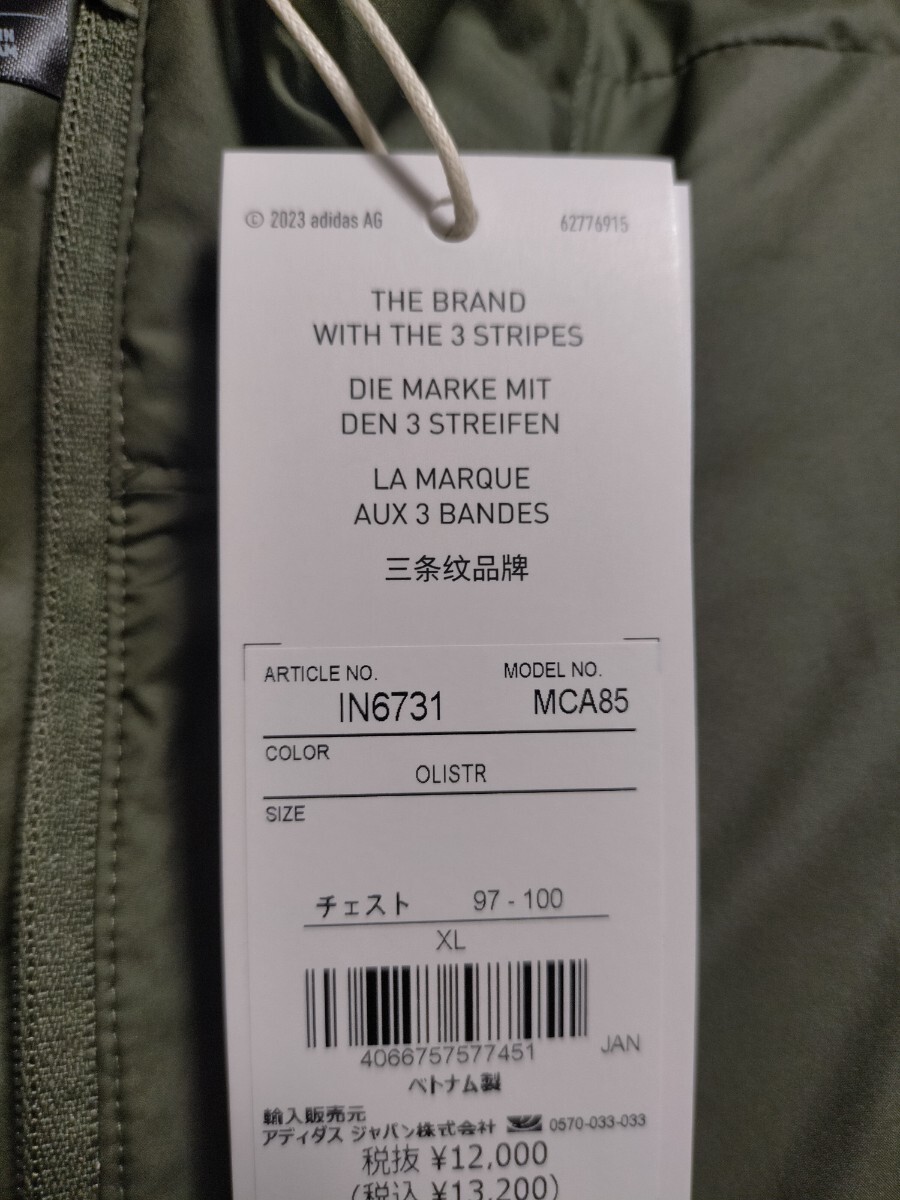 © 2023 adidas AG 62776915
THE BRAND
WITH THE 3 STRIPES
DIE MARKE MIT
DEN 3 STREIFEN
LA MARQUE
AUX 3 BANDES
三条纹品牌
ARTICLE NO. MODEL NO.
IN6731 MCA85
COLOR
OLISTR
SIZE
チェスト 97 - 100
XL
4066757577451 JAN
ベトナム製
輸入販売元
アディダス ジャパン株式会社 0570-033-033
税抜 ¥12,000
(税込 ¥13,200)